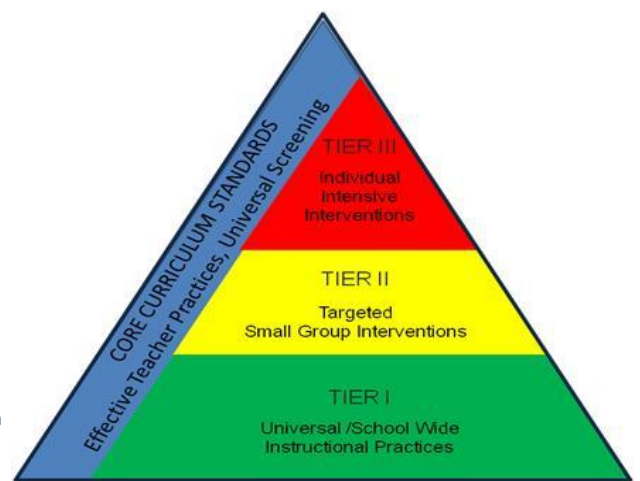 CORE CURRICULUM STANDARDS
Effective Teacher Practices, Universal Screening
TIER III
Individual
Intensive
Interventions
TIER II
Targeted
Small Group Interventions
TIER I
Universal /School Wide
Instructional Practices